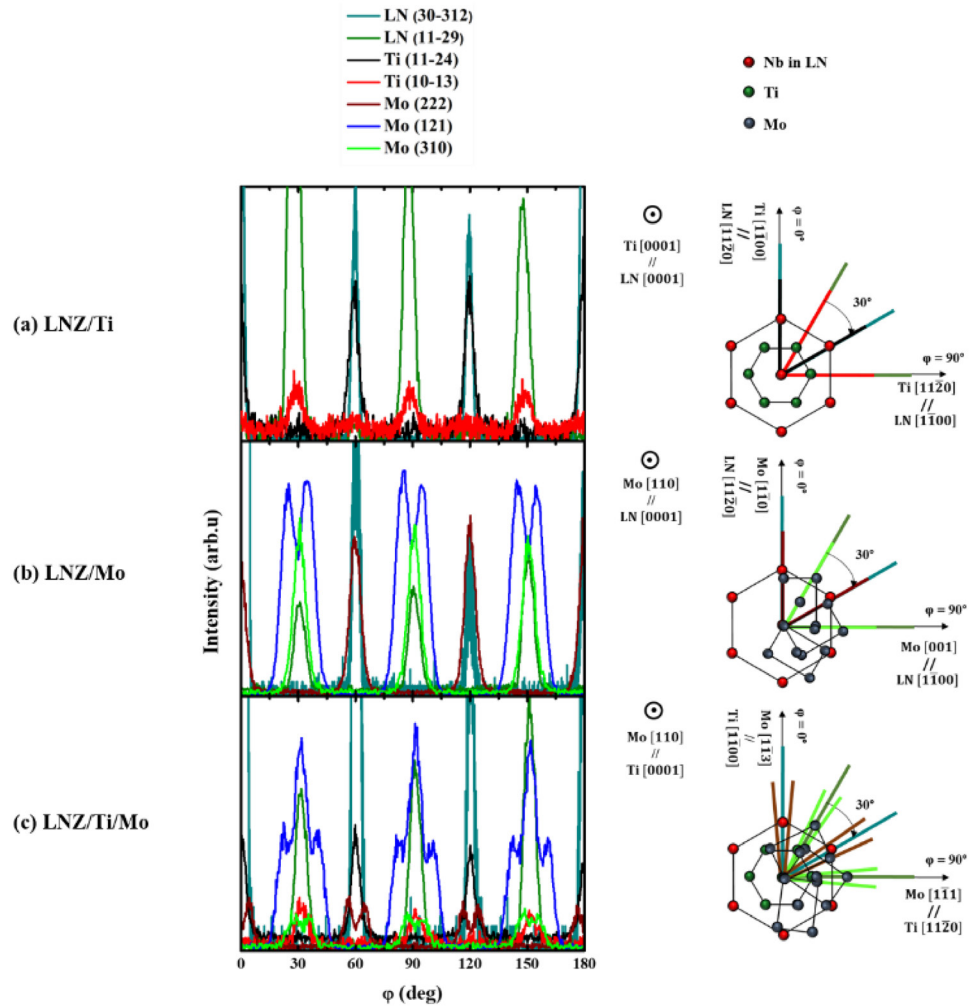 LN (30-312)
LN (11-29)
Ti (11-24)
Ti (10-13)
Mo (222)
Mo (121)
Mo (310)
Nb in LN
Ti
Mo
(a) LNZ/Ti
(b) LNZ/Mo
(c) LNZ/Ti/Mo
Intensity (arb.u)
0 30 60 90 120 150 180
φ (deg)
Ti [0001]
//
LN [0001]
φ = 0°
Ti [11̅00]
//
LN [112̅0]
30°
φ = 90°
Ti [112̅0]
//
LN [11̅00]
Mo [110]
//
LN [0001]
φ = 0°
Mo [11̅0]
//
LN [112̅0]
30°
φ = 90°
Mo [001]
//
LN [11̅00]
Mo [110]
//
Ti [0001]
φ = 0°
Mo [11̅3̅]
//
Ti [11̅00]
30°
φ = 90°
Mo [11̅1]
//
Ti [112̅0]